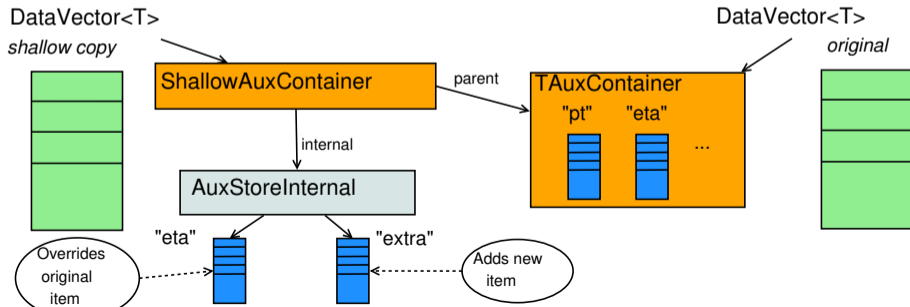 DataVector<T>
shallow copy
DataVector<T>
original
ShallowAuxContainer
parent
TAuxContainer
"pt"
"eta"
...
internal
AuxStoreInternal
"eta"
"extra"
Overrides
original
item
Adds new
item